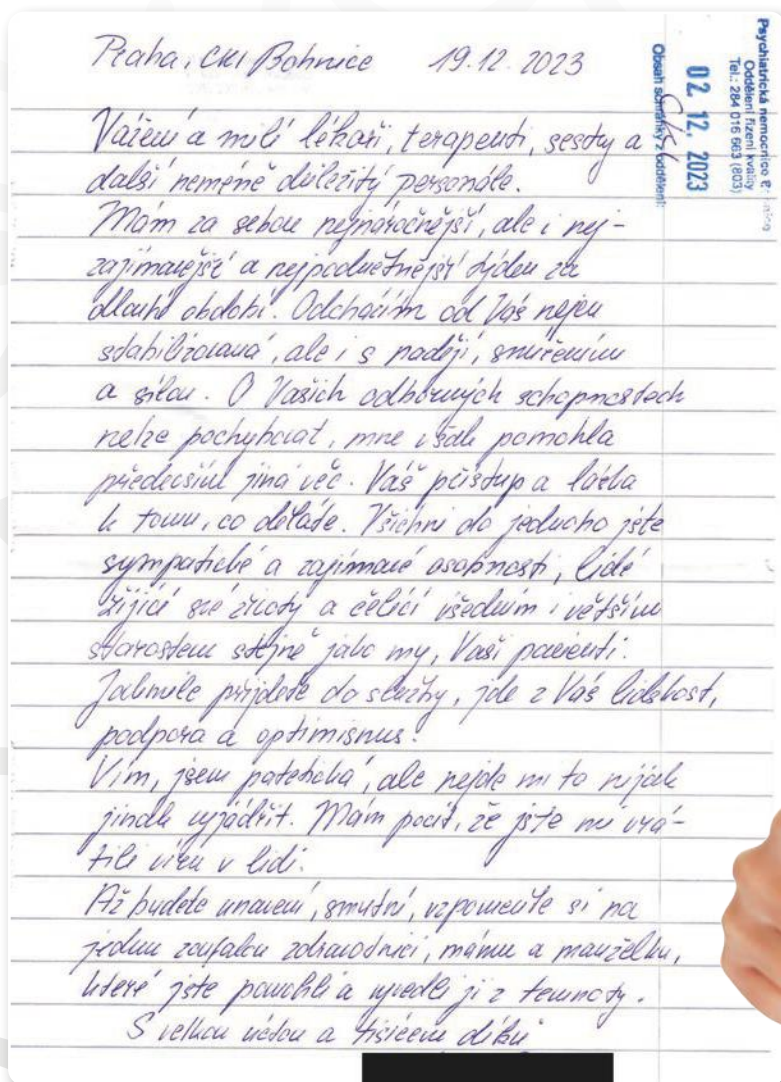 Praha, CKI Bohnice 19.12.2023
Vážení a milí lékaři, terapeuti, sestry a
další neméně důležitý personále.
Mám za sebou nejnáročnější, ale i nej-
zajímavější a nejpodnětnější týden za
dlouhé období. Odcházím od Vás nejen
stabilizovaná, ale i s nadějí, smířením
a silou. O Vašich odborných schopnostech
nelze pochybovat, mne však pomohla
především jiná věc. Váš přístup a láska
k tomu, co děláte. Všichni do jednoho jste
sympatické a zajímavé osobnosti, lidé
žijící své životy a čelící všedním i větším
starostem stejně jako my, Vaši pacienti.
Jakmile přijdete do služby, jde z Vás lidskost,
podpora a optimismus.
Vím, jsem patetická, ale nejde mi to nijak
jinak vyjádřit. Mám pocit, že jste mi vrá-
tili víru v lidi.
Až budete unavení, smutní, vzpomeňte si na
jednu zoufalou zdravotnici, mámu a manželku,
které jste pomohli a vyvedli ji z temnoty.
S velkou úctou a tisícem díků
Psychiatrická nemocnice
Oddělení řízení kvality
Tel.: 284 016 663 (803)
02. 12. 2023
Obsah schránky z oddělení: